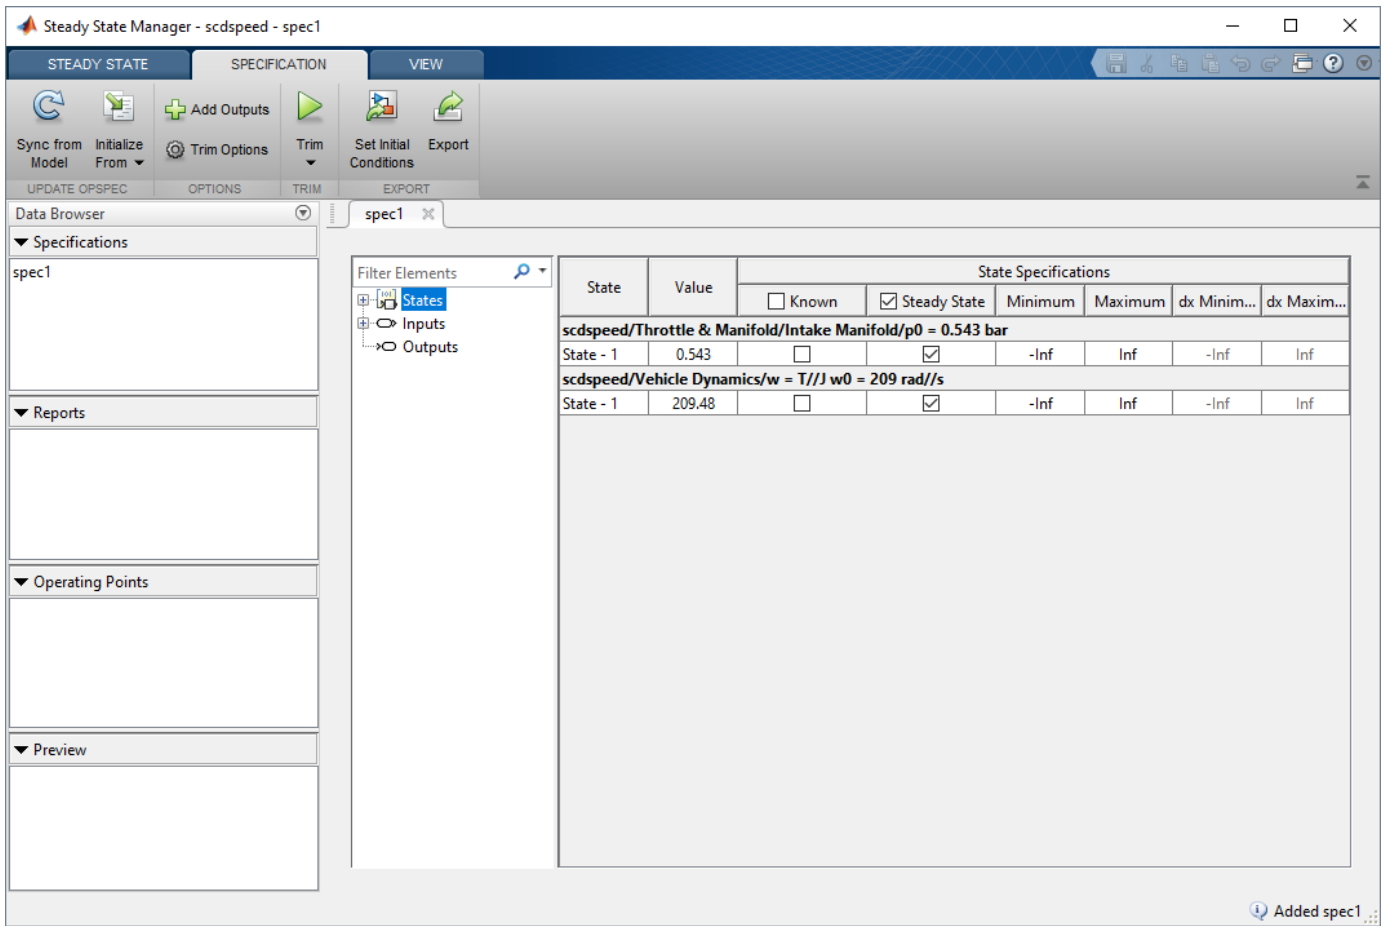 Steady State Manager - scdspeed - spec1
STEADY STATE SPECIFICATION VIEW
Sync from Model
Initialize From
Add Outputs
Trim Options
Trim
Set Initial Conditions
Export
UPDATE OPSPEC OPTIONS TRIM EXPORT
Data Browser
spec1
Specifications
spec1
Reports
Operating Points
Preview
Filter Elements
States
Inputs
Outputs
State Value State Specifications
Known Steady State Minimum Maximum dx Minim... dx Maxim...
scdspeed/Throttle & Manifold/Intake Manifold/p0 = 0.543 bar
State - 1 0.543 -Inf Inf -Inf Inf
scdspeed/Vehicle Dynamics/w = T//J w0 = 209 rad//s
State - 1 209.48 -Inf Inf -Inf Inf
Added spec1